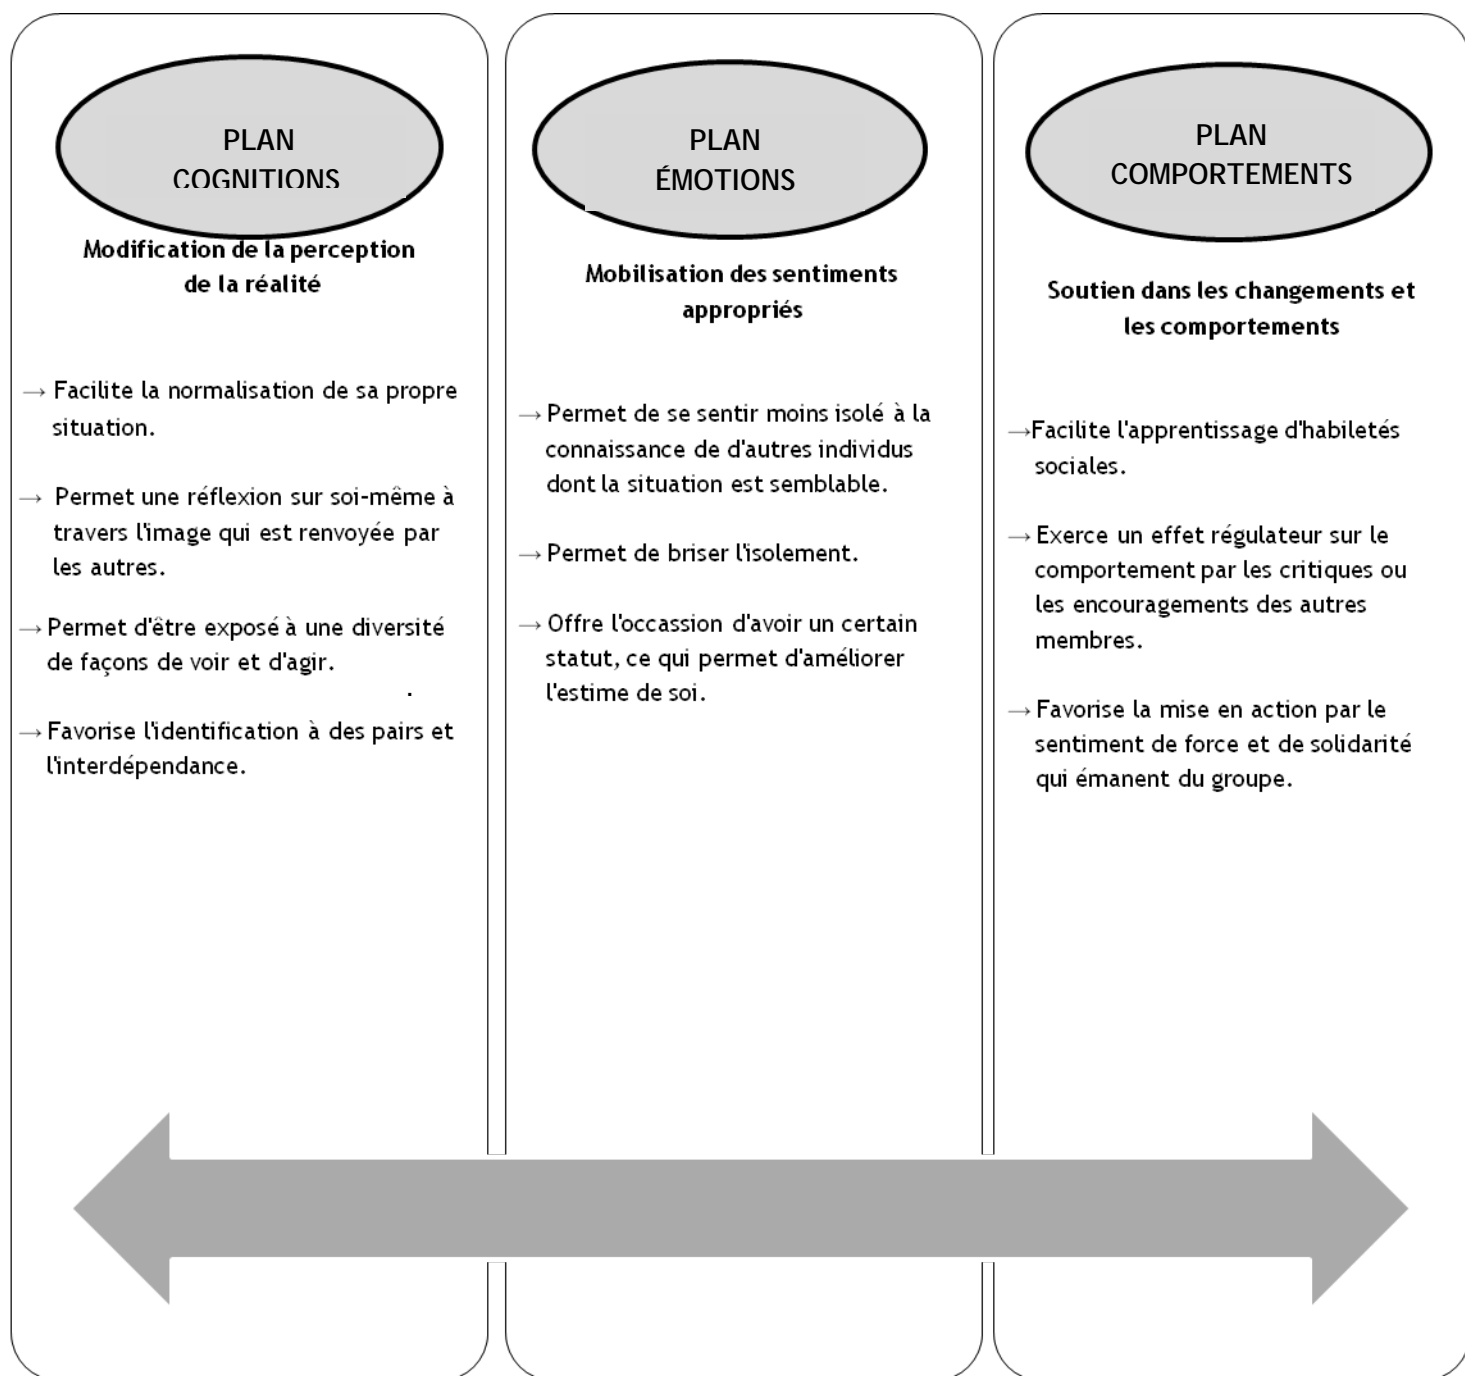 PLAN
COGNITIONS
Modification de la perception
de la réalité
→ Facilite la normalisation de sa propre
situation.
→ Permet une réflexion sur soi-même à
travers l'image qui est renvoyée par
les autres.
→ Permet d'être exposé à une diversité
de façons de voir et d'agir.
.
→ Favorise l'identification à des pairs et
l'interdépendance.
PLAN
ÉMOTIONS
Mobilisation des sentiments
appropriés
→ Permet de se sentir moins isolé à la
connaissance de d'autres individus
dont la situation est semblable.
→ Permet de briser l'isolement.
→ Offre l'occassion d'avoir un certain
statut, ce qui permet d'améliorer
l'estime de soi.
PLAN
COMPORTEMENTS
Soutien dans les changements et
les comportements
→ Facilite l'apprentissage d'habiletés
sociales.
→ Exerce un effet régulateur sur le
comportement par les critiques ou
les encouragements des autres
membres.
→ Favorise la mise en action par le
sentiment de force et de solidarité
qui émanent du groupe.